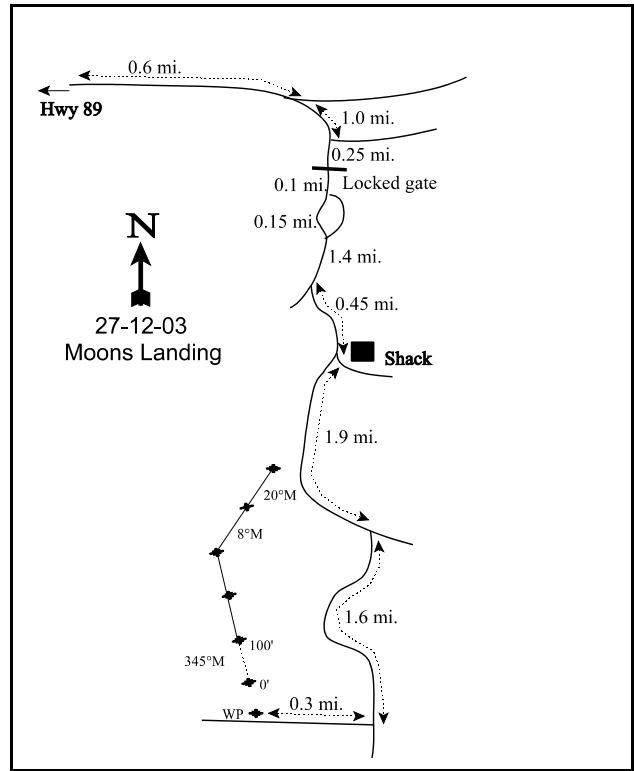 0.6 mi.
Hwy 89
1.0 mi.
0.25 mi.
0.1 mi.
Locked gate
0.15 mi.
N
1.4 mi.
0.45 mi.
27-12-03
Moons Landing
Shack
1.9 mi.
20°M
8°M
1.6 mi.
100'
345°M
0'
0.3 mi.
WP